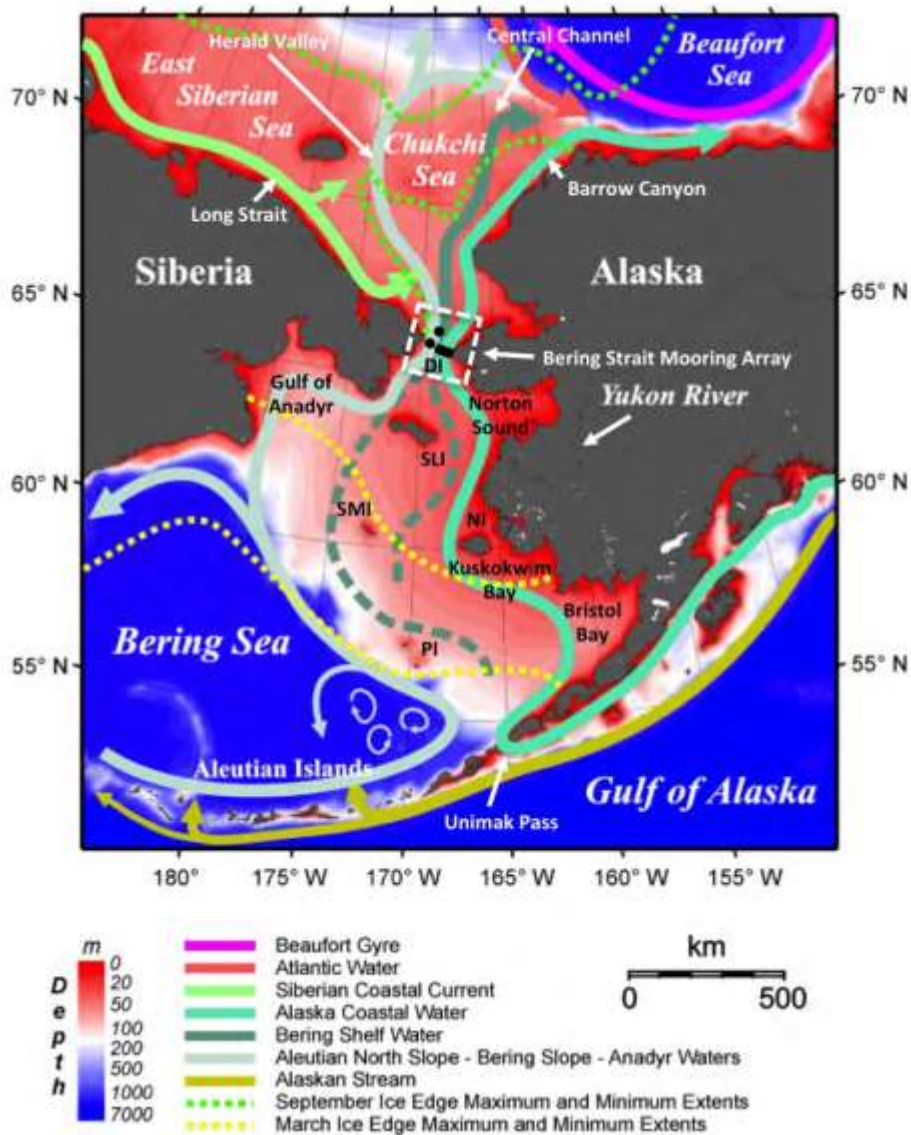 Herald Valley
Central Channel
Beaufort
Sea
East
Siberian
Sea
70° N
70° N
Chukchi
Sea
Barrow Canyon
Long Strait
Siberia
Alaska
65° N
65° N
Bering Strait Mooring Array
DI
Gulf of
Anadyr
Norton
Sound
Yukon River
SLI
60° N
60° N
SMI
NI
Kuskokwim
Bay
Bristol
Bay
Bering Sea
PI
55° N
55° N
Aleutian Islands
Gulf of Alaska
Unimak Pass
180°
175° W
170° W
165° W
160° W
155° W
m
Depth
0
20
50
100
200
500
1000
7000
Beaufort Gyre
Atlantic Water
Siberian Coastal Current
Alaska Coastal Water
Bering Shelf Water
Aleutian North Slope - Bering Slope - Anadyr Waters
Alaskan Stream
September Ice Edge Maximum and Minimum Extents
March Ice Edge Maximum and Minimum Extents
km
0 500